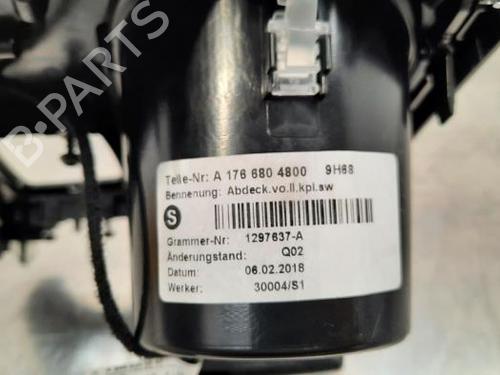 B-PARTS
Teile-Nr: A 176 680 4800 9H68
Bennenung: Abdeck.vo.ll.kpl.sw
S
Grammer-Nr: 1297637-A
Änderungstand: Q02
Datum: 06.02.2018
Werker: 30004/S1